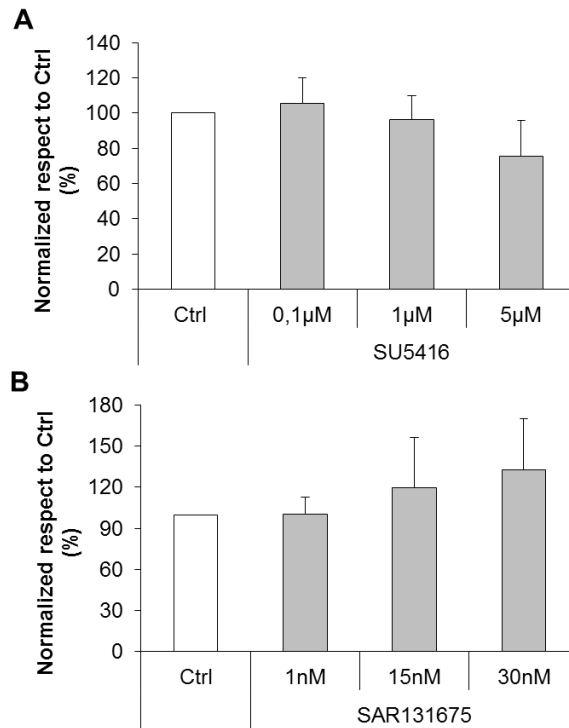 A
Normalized respect to Ctrl
(%)
140
120
100
80
60
40
20
0
Ctrl
0,1µM
1µM
5µM
SU5416
B
Normalized respect to Ctrl
(%)
180
150
120
90
60
30
0
Ctrl
1nM
15nM
30nM
SAR131675